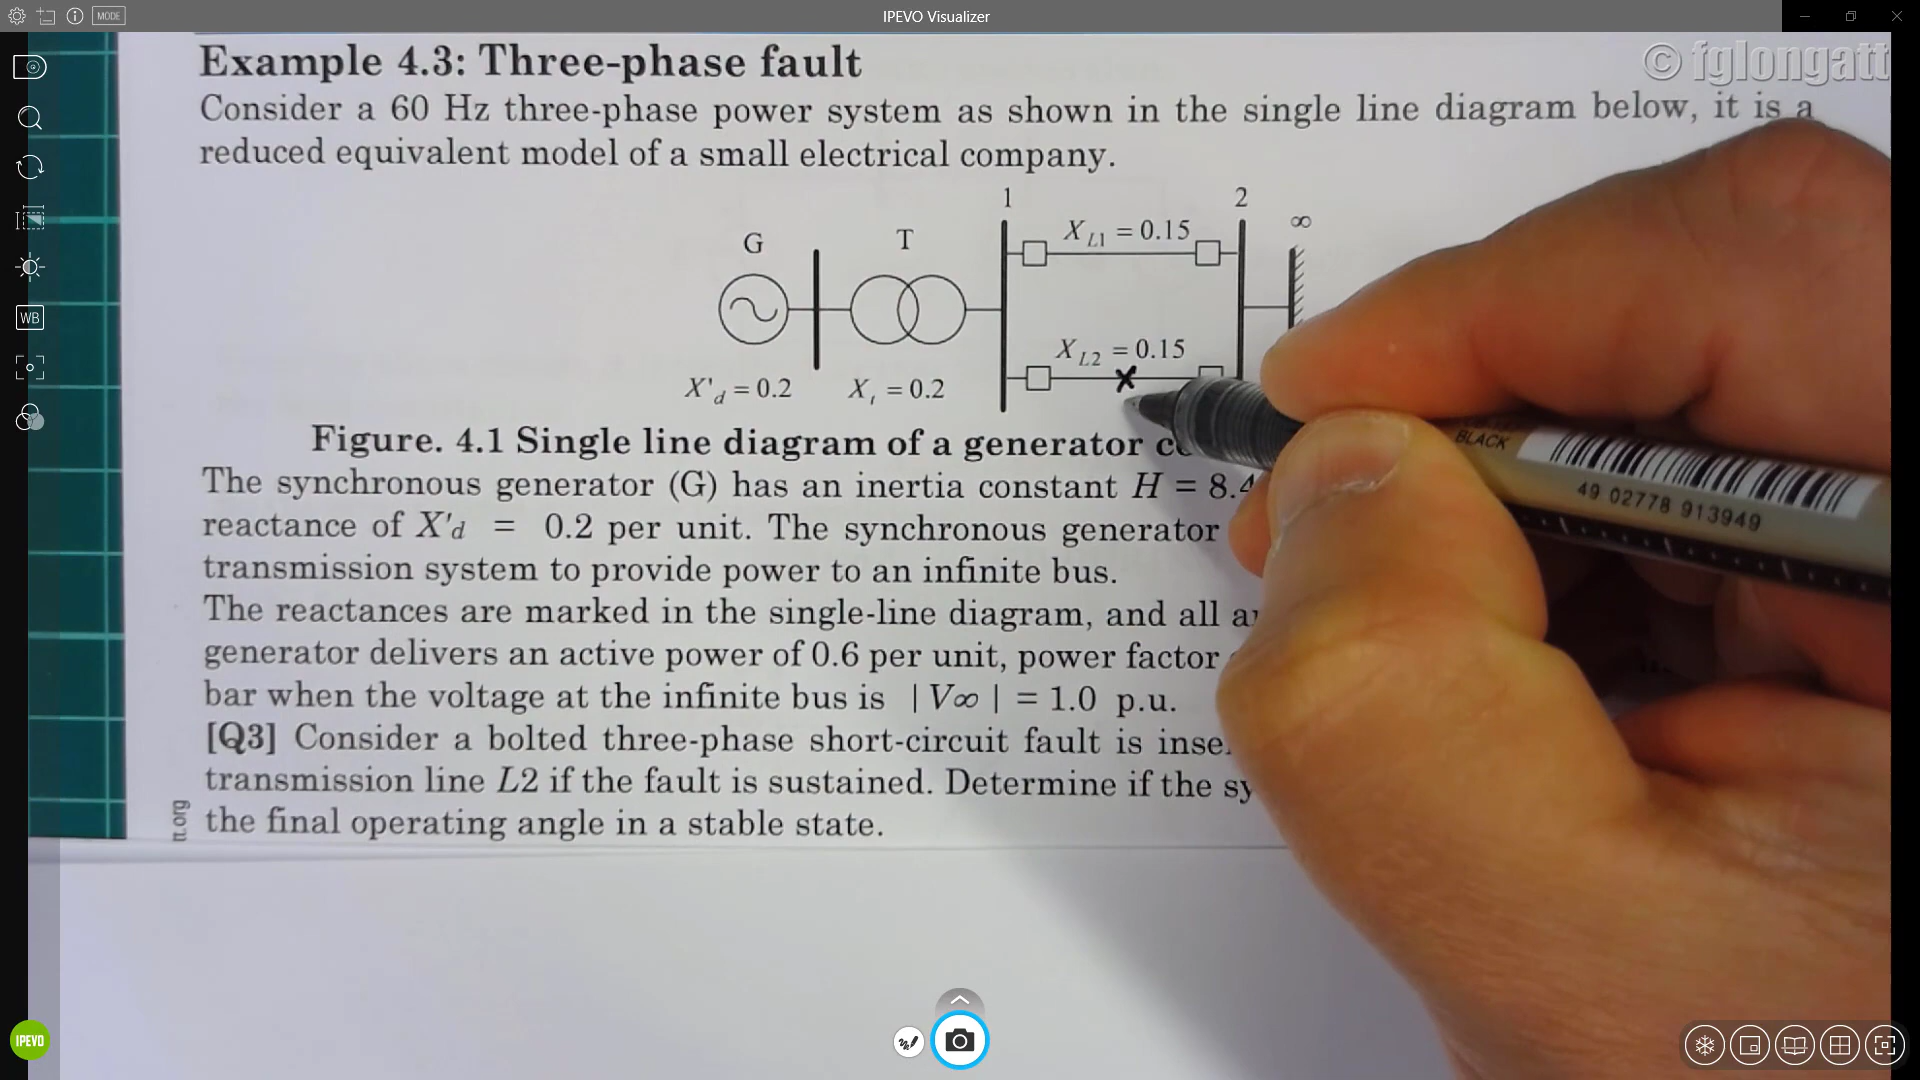 MODE
IPEVO Visualizer
© fglongatt
Example 4.3: Three-phase fault
Consider a 60 Hz three-phase power system as shown in the single line diagram below, it is a
reduced equivalent model of a small electrical company.
1
2
∞
G
T
X_L1 = 0.15
X_L2 = 0.15
X'_d = 0.2
X_t = 0.2
Figure. 4.1 Single line diagram of a generator
The synchronous generator (G) has an inertia constant H = 8.4
reactance of X'd = 0.2 per unit. The synchronous generator
transmission system to provide power to an infinite bus.
The reactances are marked in the single-line diagram, and all
generator delivers an active power of 0.6 per unit, power factor
bar when the voltage at the infinite bus is |V∞| = 1.0 p.u.
[Q3] Consider a bolted three-phase short-circuit fault is
transmission line L2 if the fault is sustained. Determine if the
the final operating angle in a stable state.
BLACK
49 02778 913949
tt.org
WB
IPEVO